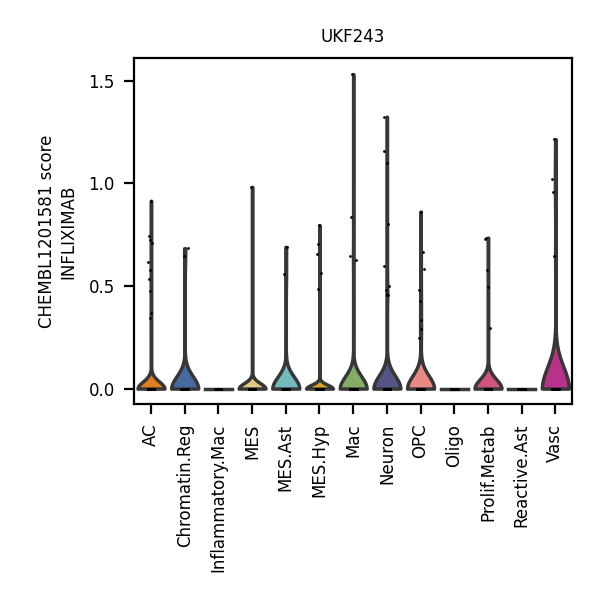 UKF243
CHEMBL1201581 score
INFLIXIMAB
1.5
1.0
0.5
0.0
AC
Chromatin.Reg
Inflammatory.Mac
MES
MES.Ast
MES.Hyp
Mac
Neuron
OPC
Oligo
Prolif.Metab
Reactive.Ast
Vasc